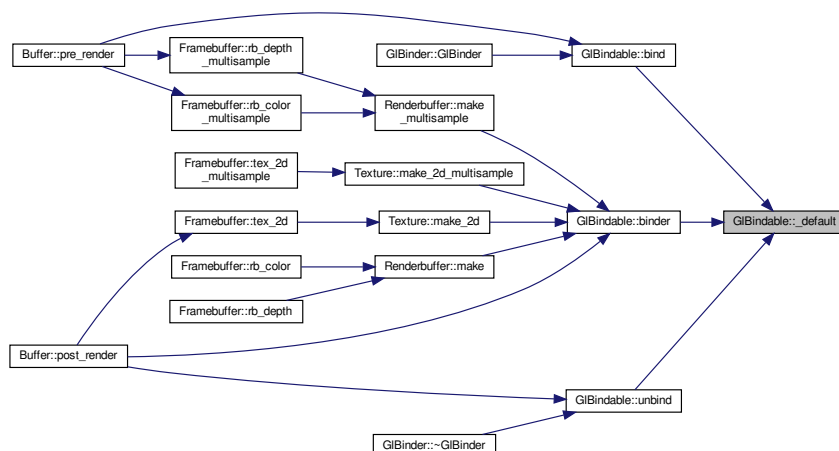 Buffer::pre_render
Framebuffer::rb_depth
_multisample
GlBinder::GlBinder
GlBindable::bind
Framebuffer::rb_color
_multisample
Renderbuffer::make
_multisample
Framebuffer::tex_2d
_multisample
Texture::make_2d_multisample
Framebuffer::tex_2d
Texture::make_2d
GlBindable::binder
GlBindable::_default
Framebuffer::rb_color
Renderbuffer::make
Framebuffer::rb_depth
Buffer::post_render
GlBindable::unbind
GlBinder::~GlBinder